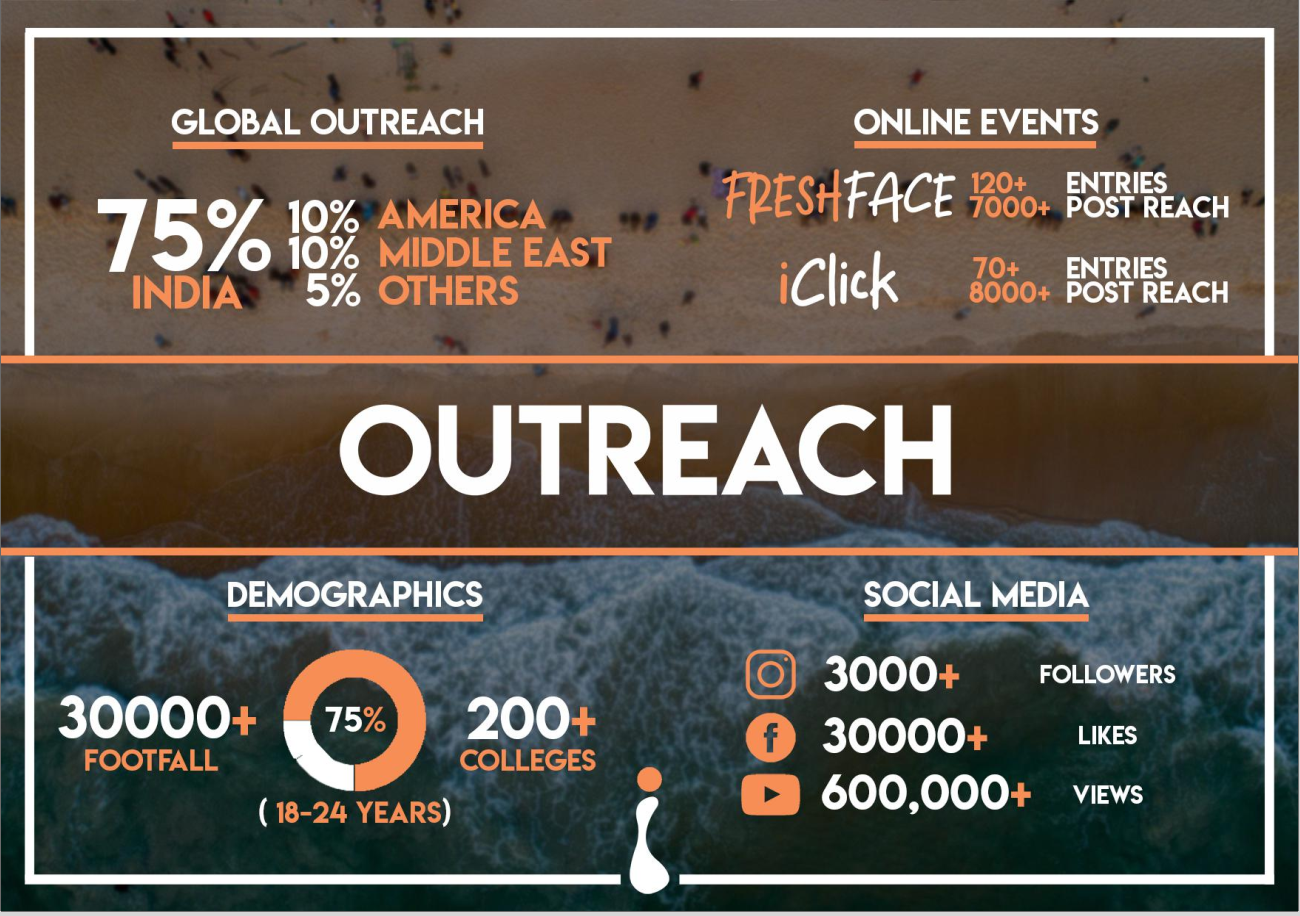 GLOBAL OUTREACH
75%
INDIA
10% AMERICA
10% MIDDLE EAST
5% OTHERS
ONLINE EVENTS
FRESHFACE
120+ ENTRIES
7000+ POST REACH
iClick
70+ ENTRIES
8000+ POST REACH
OUTREACH
DEMOGRAPHICS
30000+
FOOTFALL
75%
( 18-24 YEARS)
200+
COLLEGES
SOCIAL MEDIA
3000+ FOLLOWERS
f 30000+ LIKES
600,000+ VIEWS